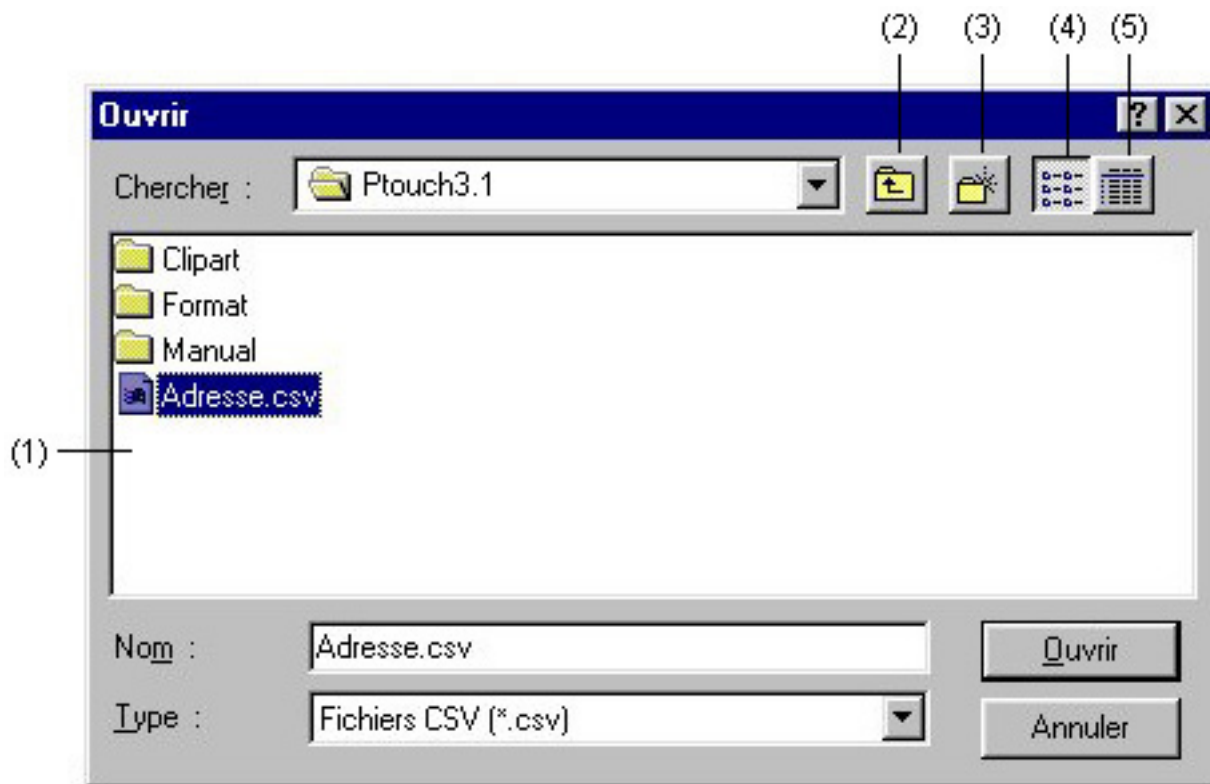 (2) (3) (4) (5)
Ouvrir
Chercher : Ptouch3.1
Clipart
Format
Manual
Adresse.csv
(1)
Nom : Adresse.csv Ouvrir
Type : Fichiers CSV (*.csv) Annuler